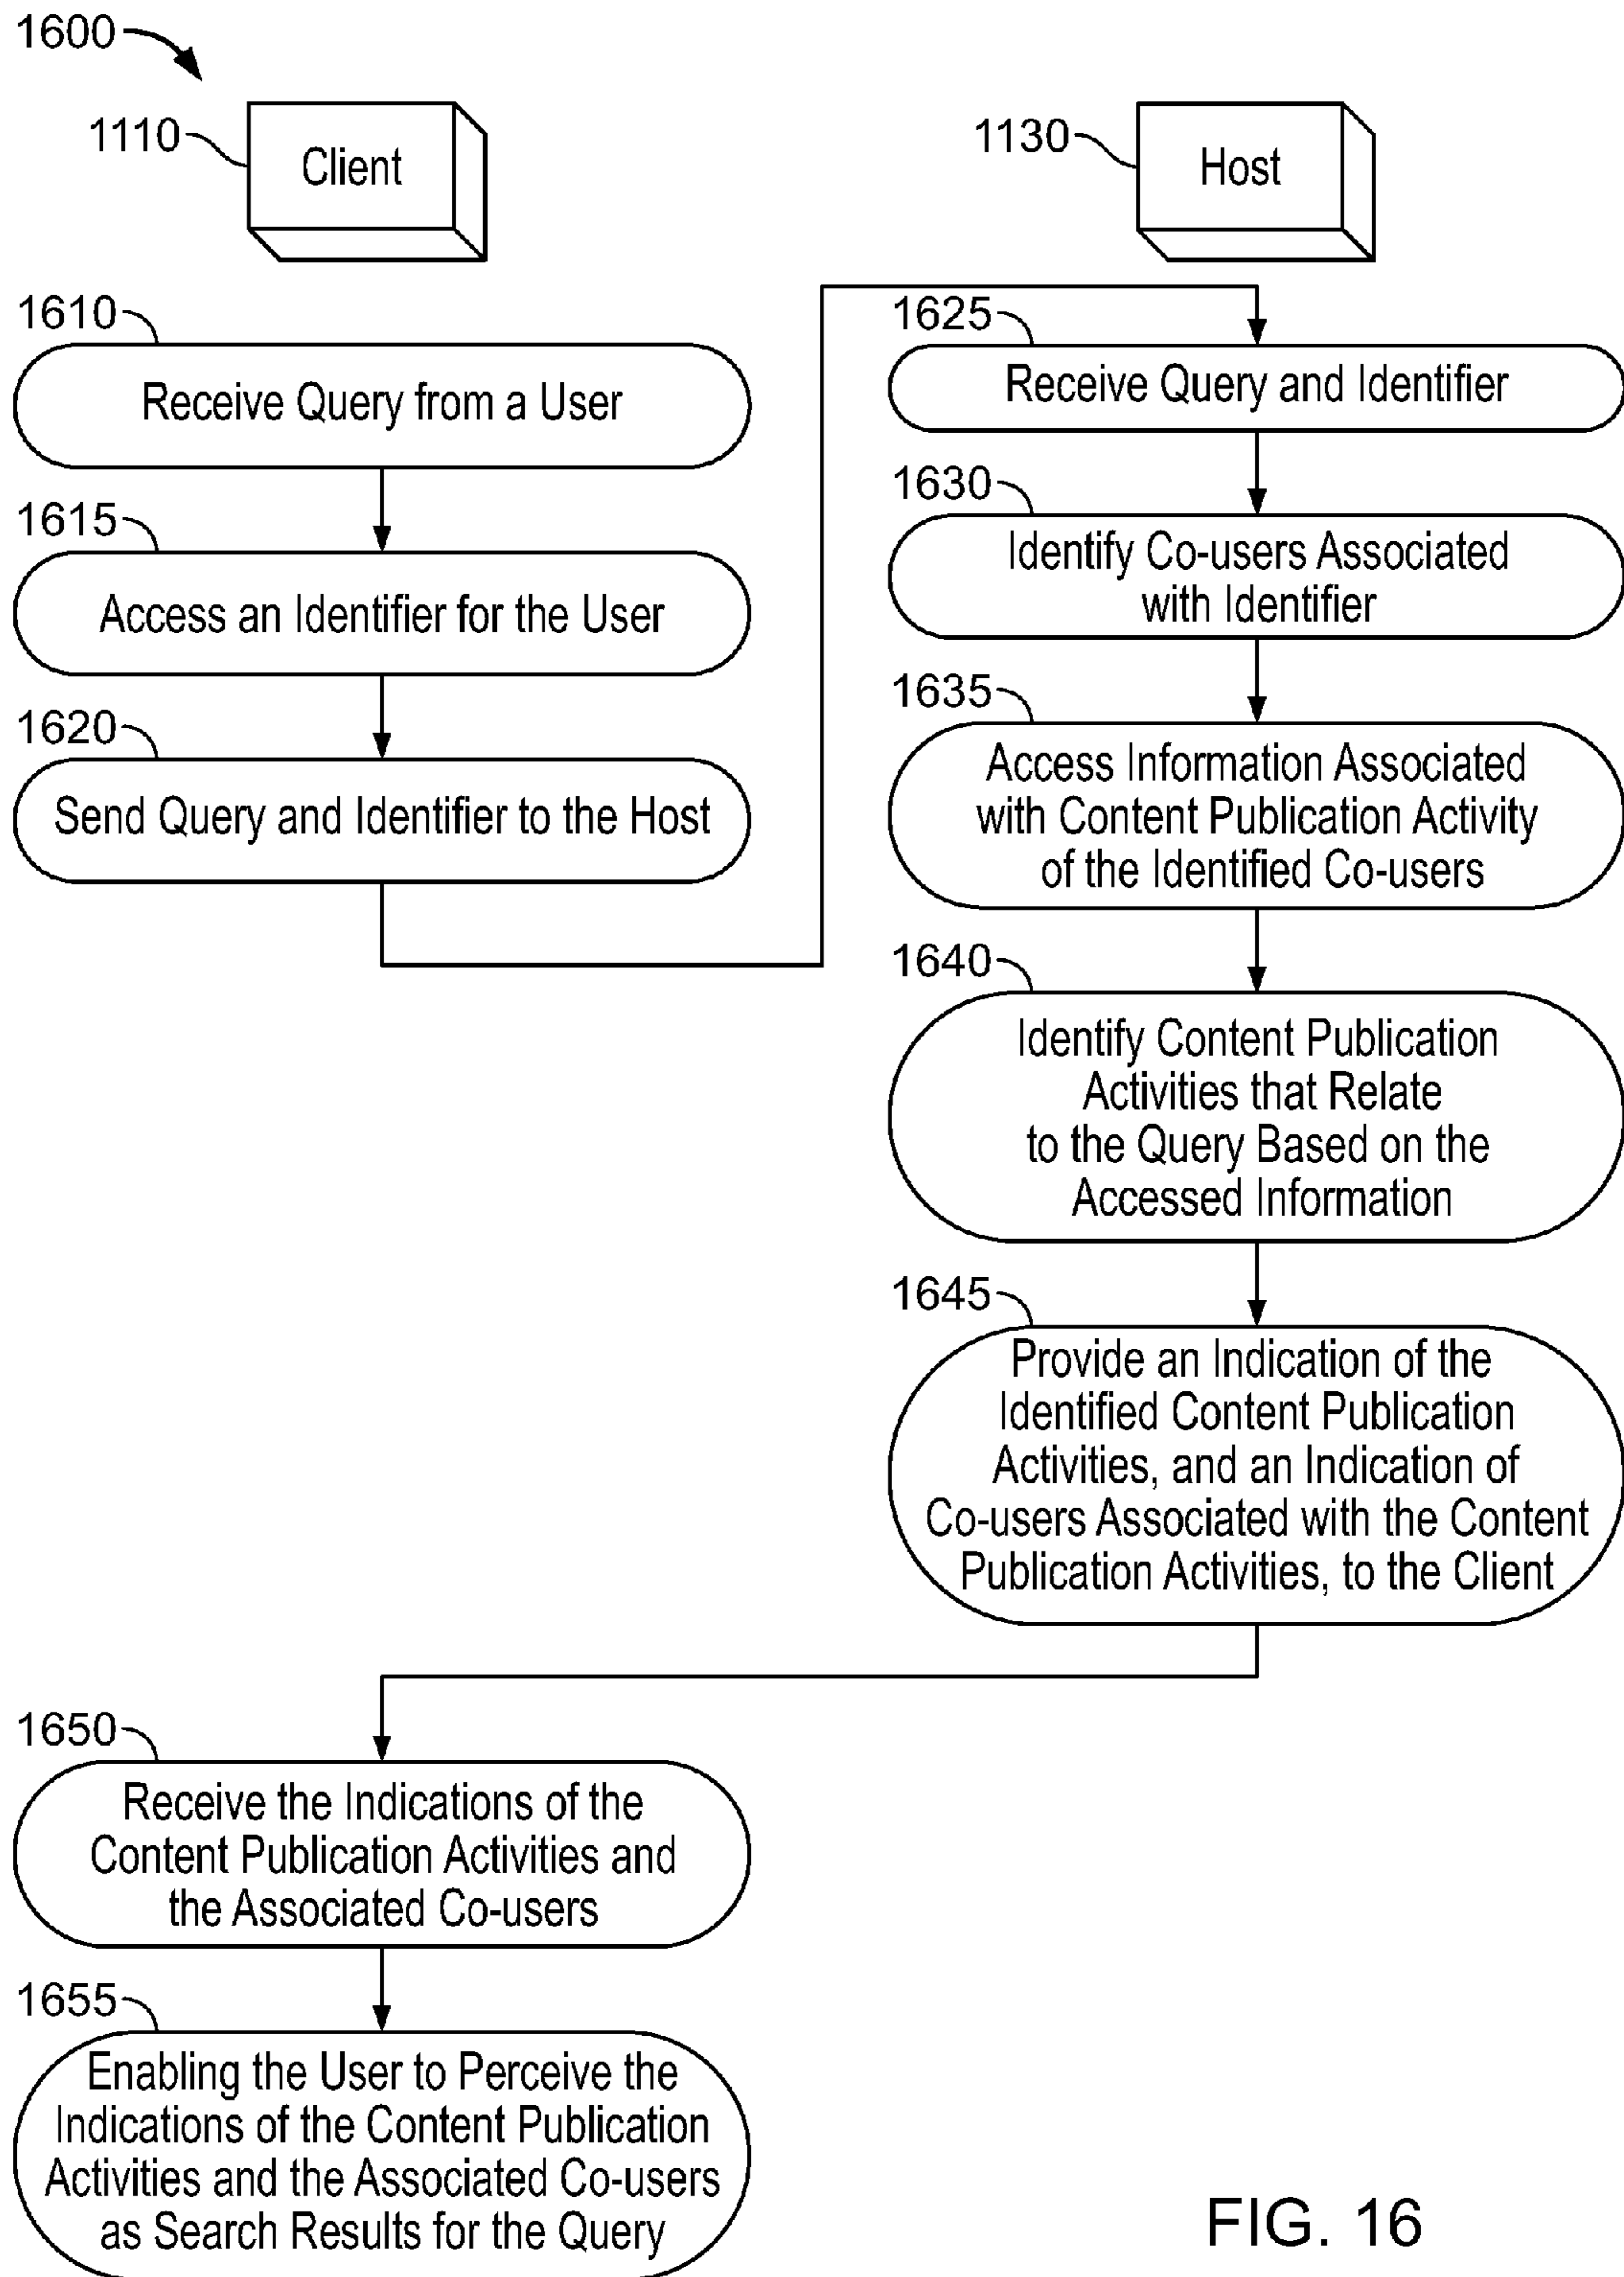 1600
1110
Client
1130
Host
1610
Receive Query from a User
1615
Access an Identifier for the User
1620
Send Query and Identifier to the Host
1625
Receive Query and Identifier
1630
Identify Co-users Associated
with Identifier
1635
Access Information Associated
with Content Publication Activity
of the Identified Co-users
1640
Identify Content Publication
Activities that Relate
to the Query Based on the
Accessed Information
1645
Provide an Indication of the
Identified Content Publication
Activities, and an Indication of
Co-users Associated with the Content
Publication Activities, to the Client
1650
Receive the Indications of the
Content Publication Activities and
the Associated Co-users
1655
Enabling the User to Perceive the
Indications of the Content Publication
Activities and the Associated Co-users
as Search Results for the Query
FIG. 16